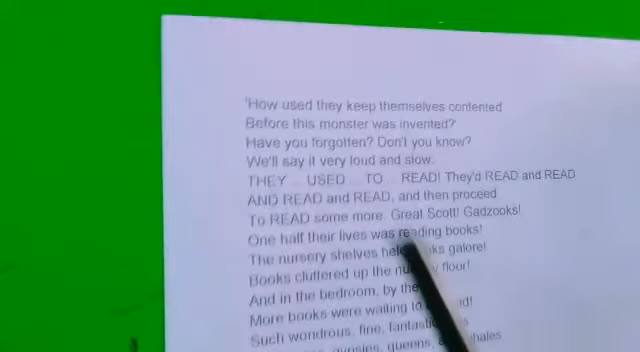 'How used they keep themselves contented
Before this monster was invented?
Have you forgotten? Don't you know?
We'll say it very loud and slow.
THEY... USED... TO... READ! They'd READ and READ
AND READ and READ, and then proceed
To READ some more. Great Scott! Gadzooks!
One half their lives was reading books!
The nursery shelves held galore!
Books cluttered up the floor!
And in the bedroom, by the
More books were waiting to
Such wondrous, fine,
gypsies, queens,